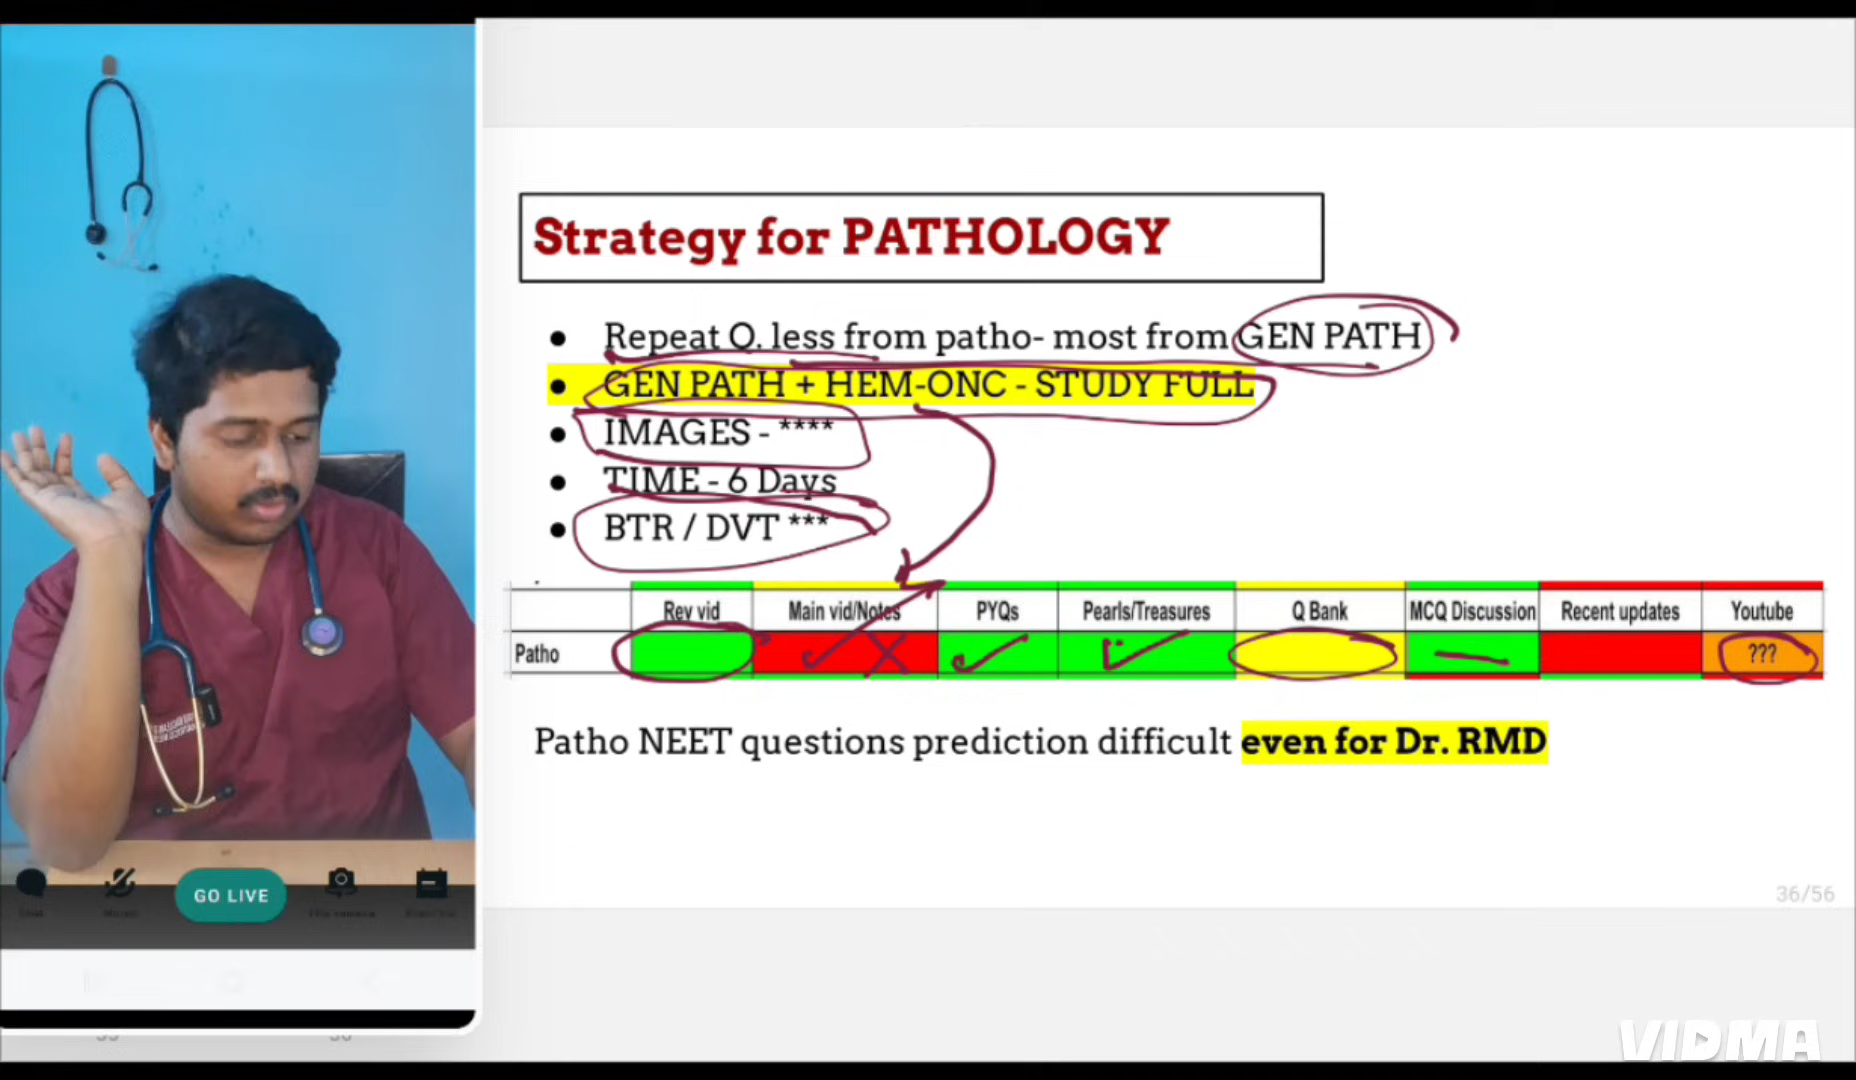 Strategy for PATHOLOGY
● Repeat Q. less from patho- most from GEN PATH
● GEN PATH + HEM-ONC - STUDY FULL
● IMAGES - ****
● TIME - 6 Days
● BTR / DVT ***
Rev vid Main vid/Notes PYQs Pearls/Treasures Q Bank MCQ Discussion Recent updates Youtube
Patho ???
Patho NEET questions prediction difficult even for Dr. RMD
GO LIVE
36/56
VIDMA